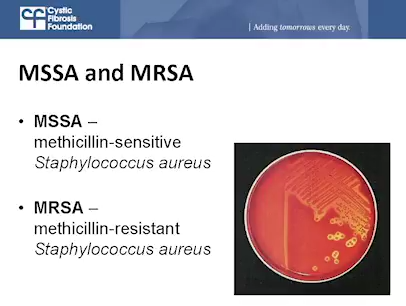 Cystic
Fibrosis
Foundation
Adding tomorrows every day.
MSSA and MRSA
• MSSA –
methicillin-sensitive
Staphylococcus aureus
• MRSA –
methicillin-resistant
Staphylococcus aureus